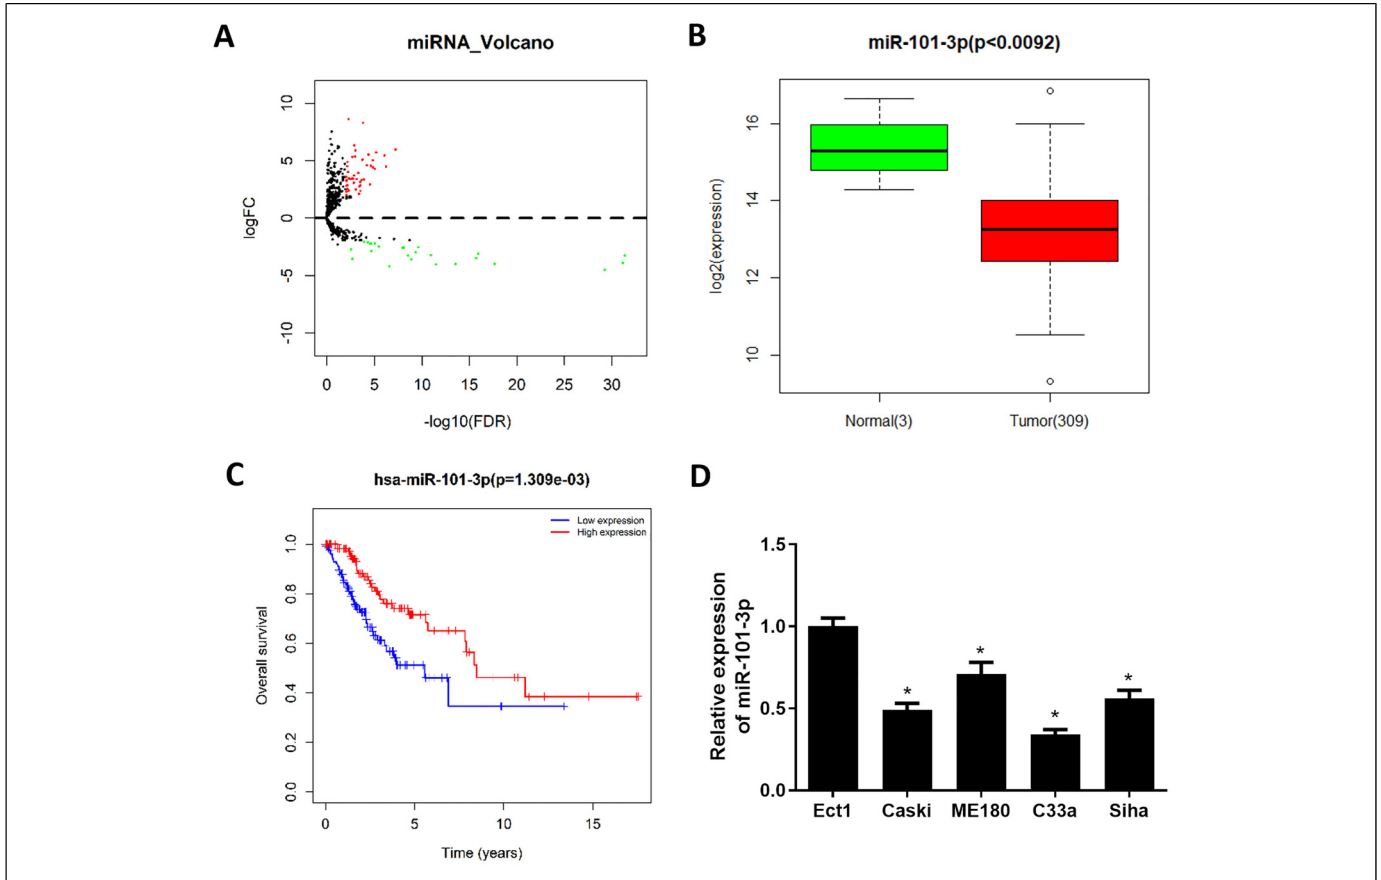 A
miRNA_Volcano
logFC
10
5
0
-5
-10
0 5 10 15 20 25 30
-log10(FDR)
B
miR-101-3p(p<0.0092)
log2(expression)
16
14
12
10
Normal(3) Tumor(309)
C
hsa-miR-101-3p(p=1.309e-03)
Low expression
High expression
Overall survival
1.0
0.8
0.6
0.4
0.2
0.0
0 5 10 15
Time (years)
D
Relative expression
of miR-101-3p
1.5
1.0
0.5
0.0
* * * *
Ect1 Caski ME180 C33a Siha